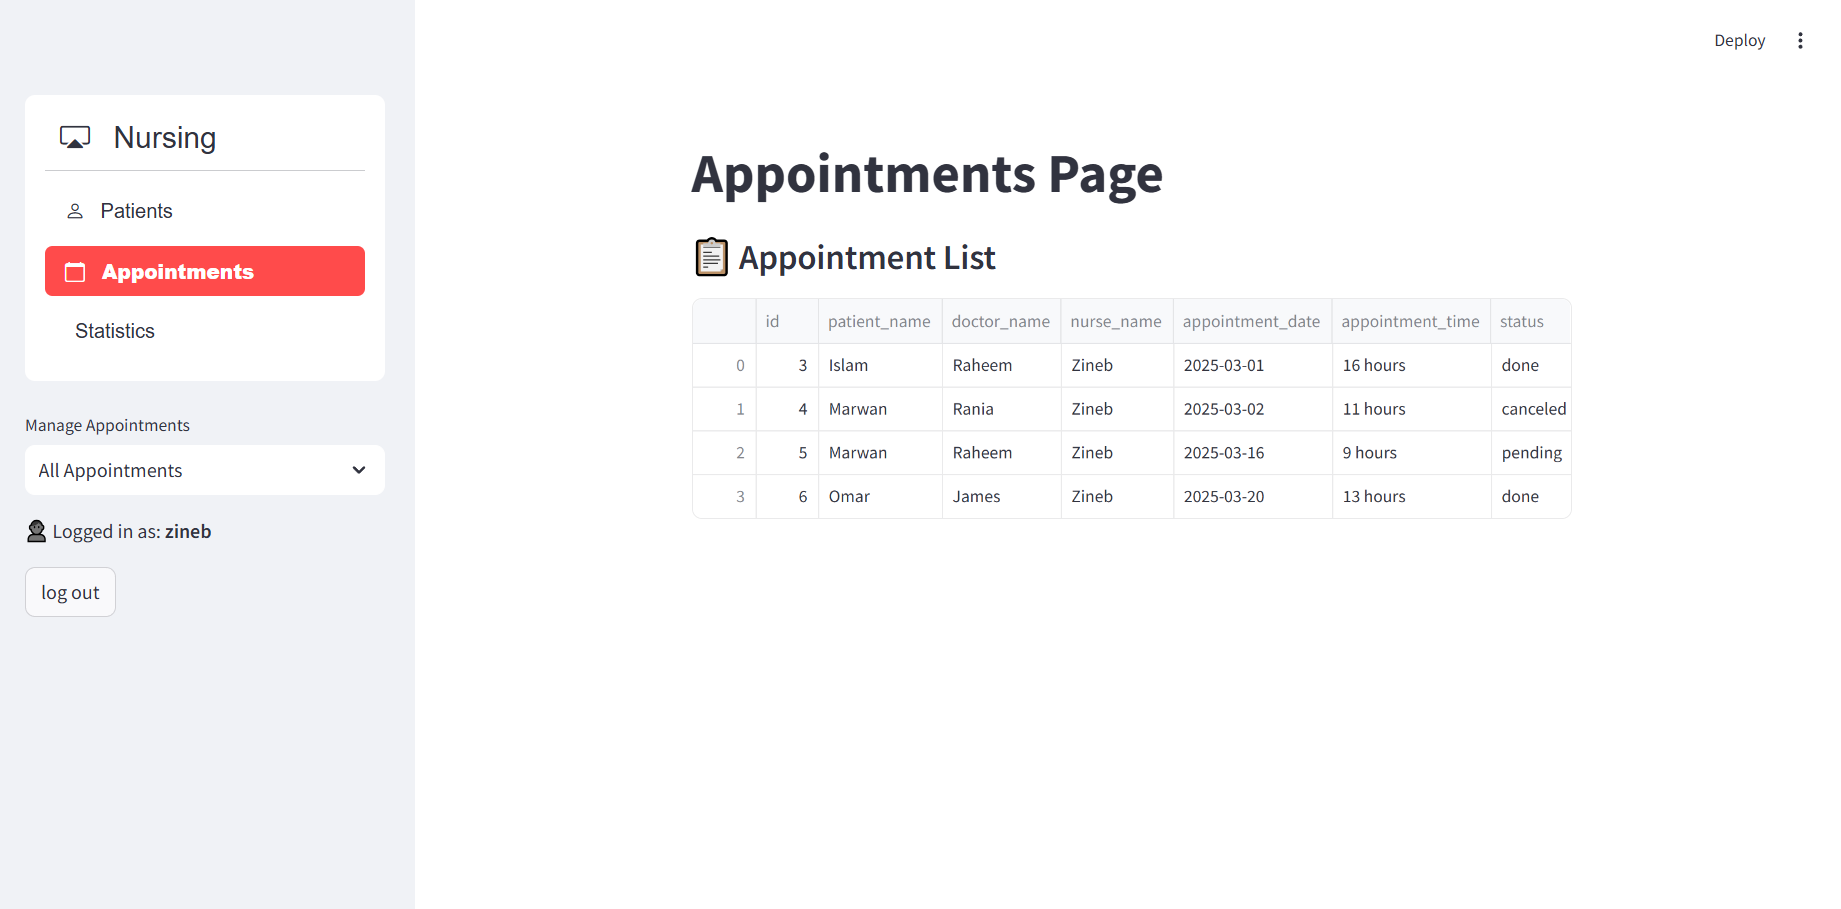 Deploy
Nursing
Patients
Appointments
Statistics
Manage Appointments
All Appointments
Logged in as: zineb
log out
Appointments Page
Appointment List
id patient_name doctor_name nurse_name appointment_date appointment_time status
0 3 Islam Raheem Zineb 2025-03-01 16 hours done
1 4 Marwan Rania Zineb 2025-03-02 11 hours canceled
2 5 Marwan Raheem Zineb 2025-03-16 9 hours pending
3 6 Omar James Zineb 2025-03-20 13 hours done